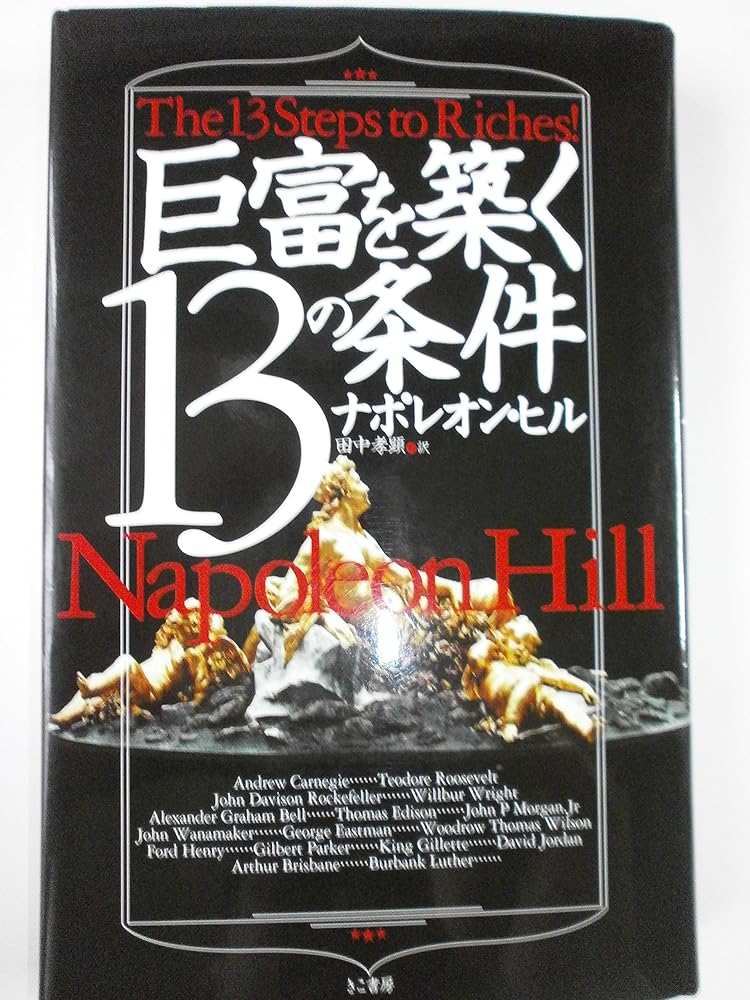 The 13 Steps to Riches!
巨富を築く
13の条件
ナポレオン・ヒル
田中孝顕●訳
Napoleon Hill
Andrew Carnegie……Teodore Roosevelt
John Davison Rockefeller……Willbur Wright
Alexander Graham Bell……Thomas Edison……John P Morgan,Jr
John Wanamaker……George Eastman……Woodrow Thomas Wilson
Ford Henry……Gilbert Parker……King Gillette……David Jordan
Arthur Brisbane……Burbank Luther……
きこ書房